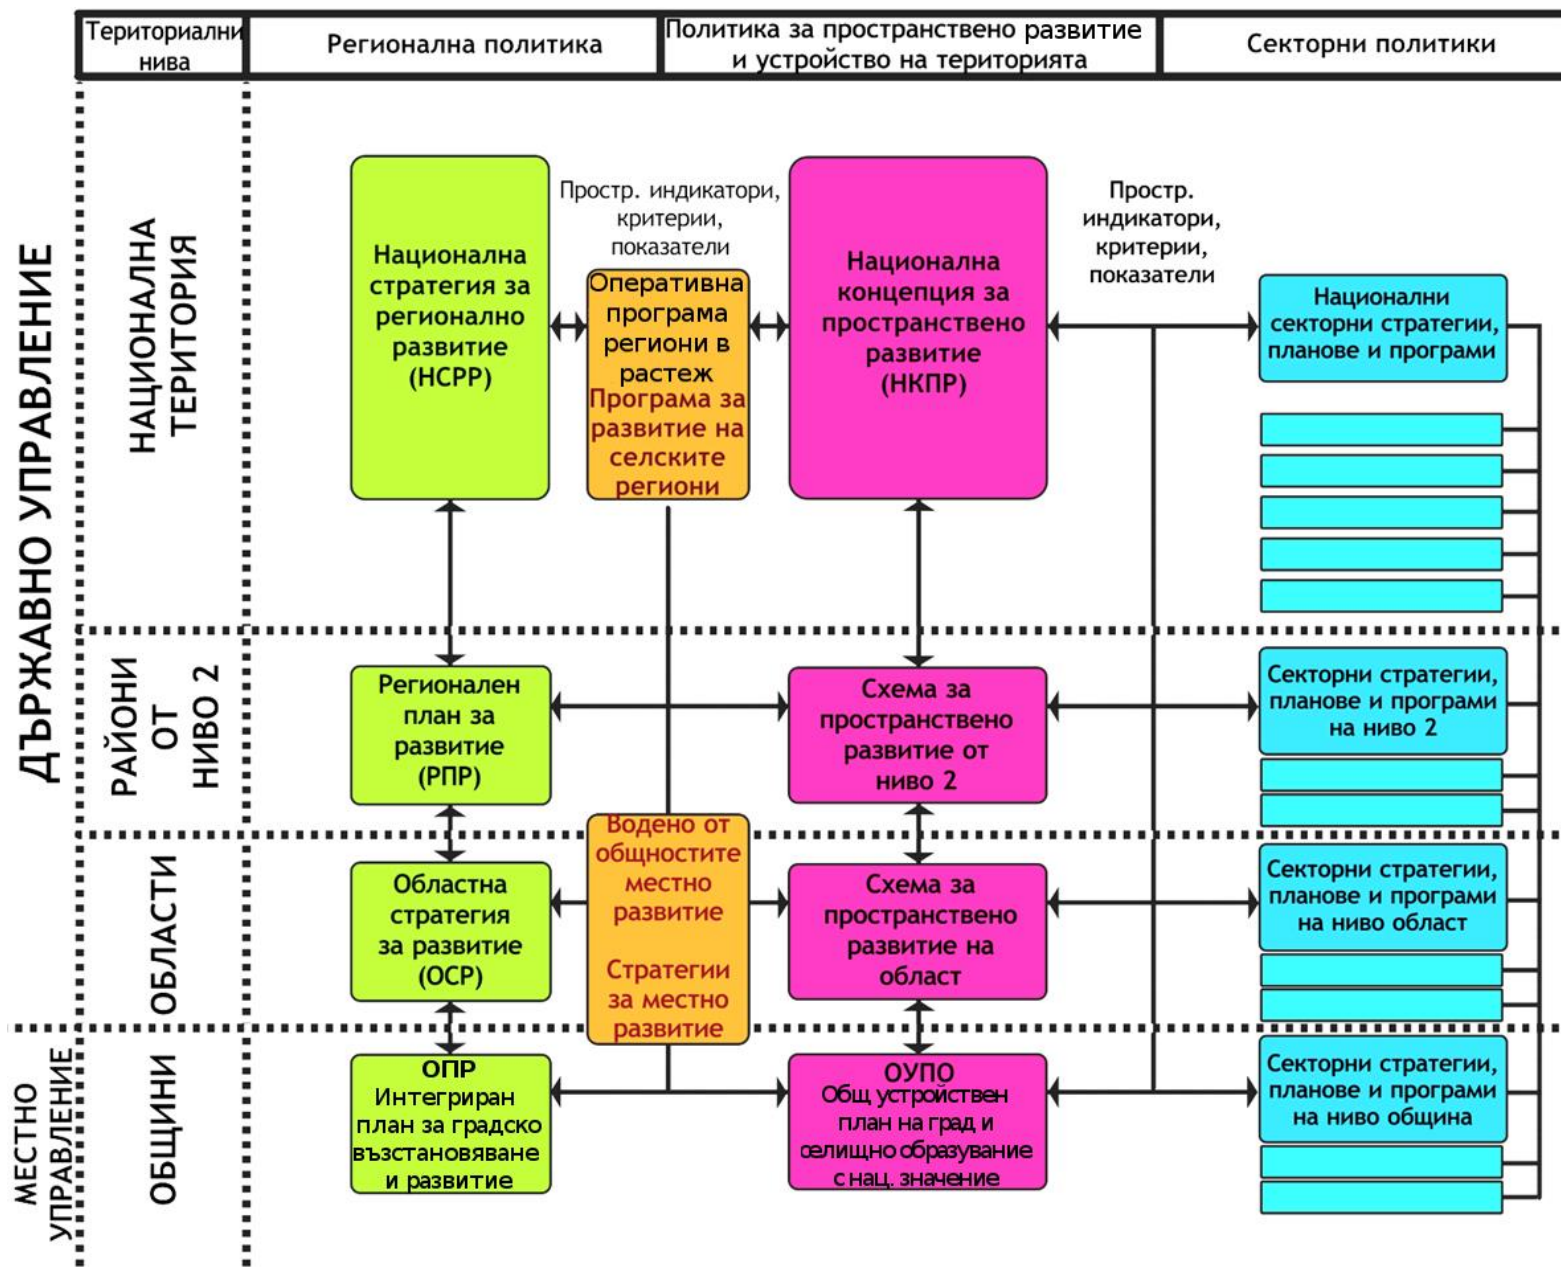 Териториални
нива
Регионална политика
Политика за пространствено развитие
и устройство на територията
Секторни политики
ДЪРЖАВНО УПРАВЛЕНИЕ
НАЦИОНАЛНА
ТЕРИТОРИЯ
Национална
стратегия за
регионално
развитие
(НСРР)
Простр. индикатори,
критерии,
показатели
Оперативна
програма
региони в
растеж
Програма за
развитие на
селските
региони
Национална
концепция за
пространствено
развитие
(НКПР)
Простр.
индикатори,
критерии,
показатели
Национални
секторни стратегии,
планове и програми
РАЙОНИ
ОТ
НИВО 2
Регионален
план за
развитие
(РПР)
Схема за
пространствено
развитие от
ниво 2
Секторни стратегии,
планове и програми
на ниво 2
ОБЛАСТИ
Областна
стратегия
за развитие
(ОСР)
Водено от
общностите
местно
развитие
Стратегии
за местно
развитие
Схема за
пространствено
развитие на
област
Секторни стратегии,
планове и програми
на ниво област
МЕСТНО
УПРАВЛЕНИЕ
ОБЩИНИ
ОПР
Интегриран
план за градско
възстановяване
и развитие
ОУПО
Общ устройствен
план на град и
селищно образувание
с нац. значение
Секторни стратегии,
планове и програми
на ниво община